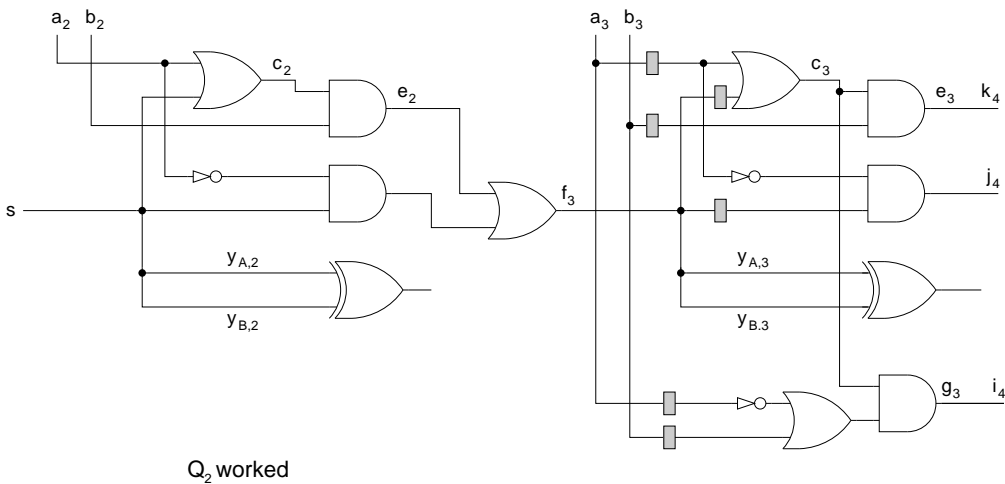 a2 b2
a3 b3
c2
c3
e2
e3 k4
j4
s
f3
yA,2
yA,3
yB,2
yB.3
g3 i4
Q2 worked